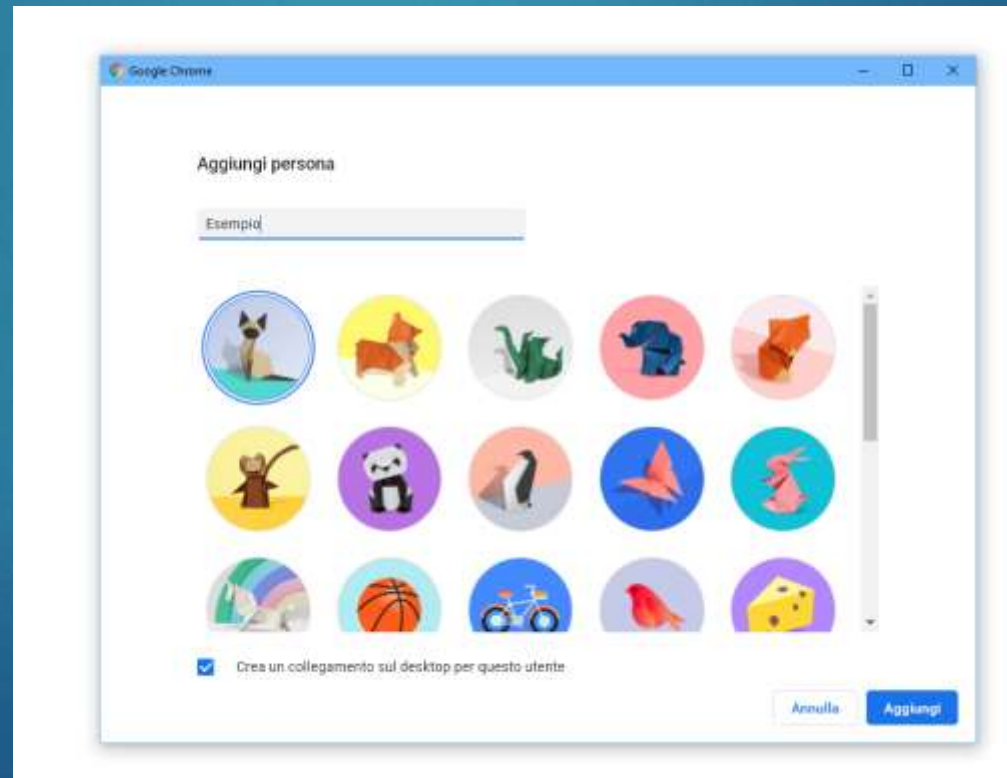 Google Chrome
Aggiungi persona
Esempio
Crea un collegamento sul desktop per questo utente
Annulla
Aggiungi